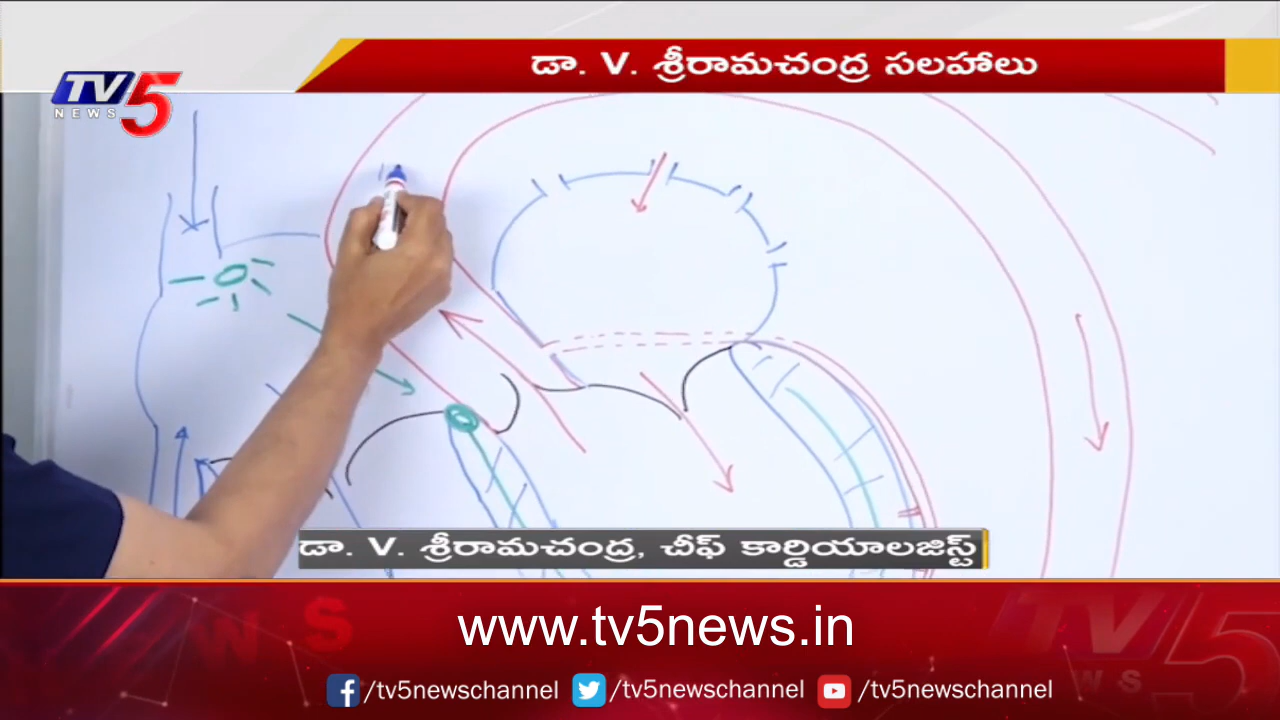 డా. V. శ్రీరామచంద్ర సలహాలు
TV5
NEWS
డా. V. శ్రీరామచంద్ర, చీఫ్ కార్డియాలజిస్ట్
www.tv5news.in
/tv5newschannel /tv5newschannel /tv5newschannel